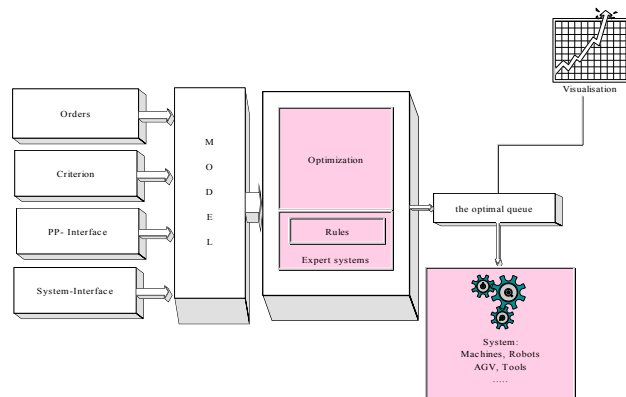 Visualisation
Orders
M
O
D
E
L
Optimization
Criterion
the optimal queue
PP- Interface
Rules
Expert systems
System-Interface
System:
Machines, Robots
AGV, Tools
.....